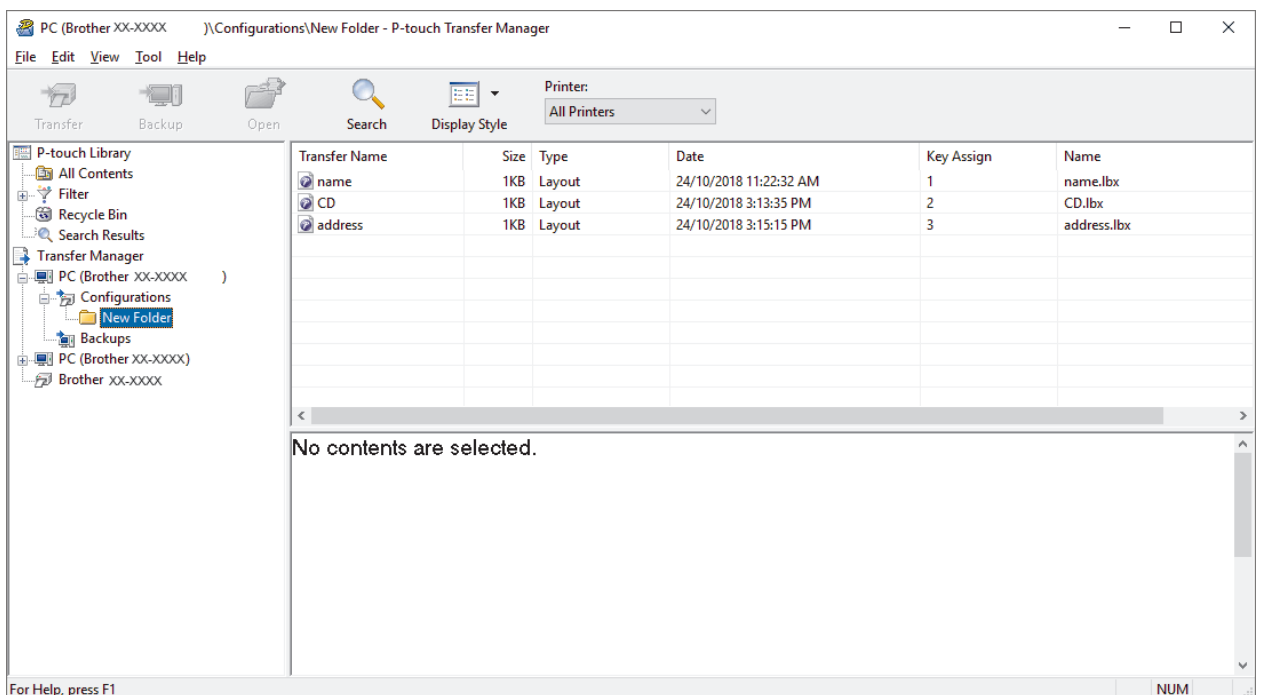 PC (Brother XX-XXXX )\Configurations\New Folder - P-touch Transfer Manager
File Edit View Tool Help
Transfer Backup Open Search Display Style
Printer:
All Printers
P-touch Library
All Contents
Filter
Recycle Bin
Search Results
Transfer Manager
PC (Brother XX-XXXX )
Configurations
New Folder
Backups
PC (Brother XX-XXXX)
Brother XX-XXXX
Transfer Name Size Type Date Key Assign Name
name 1KB Layout 24/10/2018 11:22:32 AM 1 name.lbx
CD 1KB Layout 24/10/2018 3:13:35 PM 2 CD.lbx
address 1KB Layout 24/10/2018 3:15:15 PM 3 address.lbx
No contents are selected.
For Help, press F1 NUM